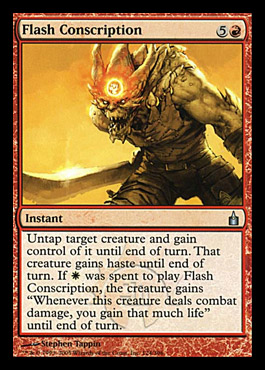 Flash Conscription 5
Instant
Untap target creature and gain
control of it until end of turn. That
creature gains haste until end of
turn. If was spent to play Flash
Conscription, the creature gains
“Whenever this creature deals combat
damage, you gain that much life”
until end of turn.
Stephen Tappin